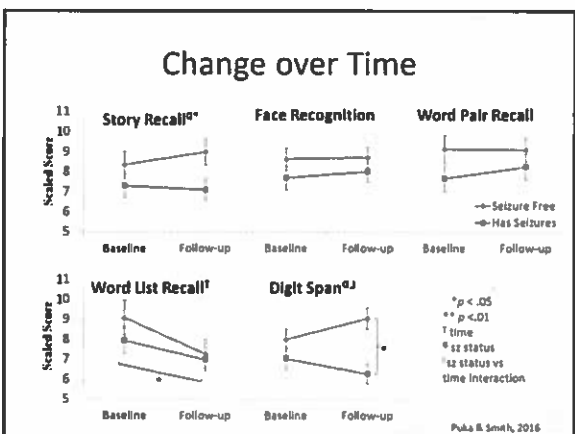 Change over Time
Story Recall
Face Recognition
Word Pair Recall
Scaled Score
11
10
9
8
7
6
5
Seizure Free
Has Seizures
Baseline Follow-up
Baseline Follow-up
Baseline Follow-up
Word List Recall†
Digit Span
Scaled Score
11
10
9
8
7
6
5
*
*
*p < .05
** p <.01
† time
sz status
sz status vs
time interaction
Baseline Follow-up
Baseline Follow-up
Puka & Smith, 2016